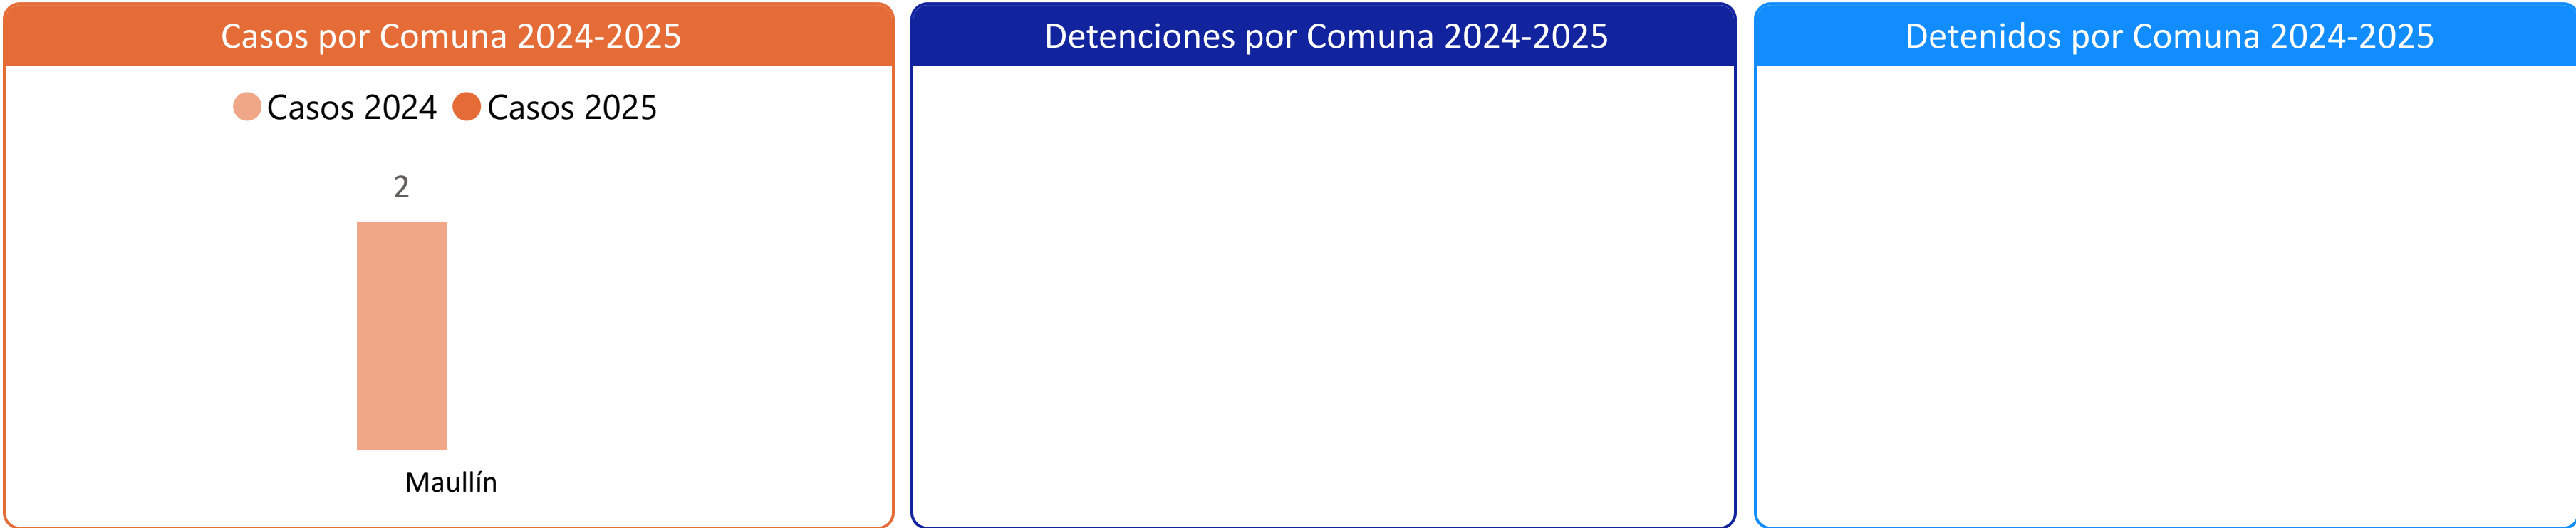 Casos por Comuna 2024-2025
Casos 2024 Casos 2025
2
Maullín
Detenciones por Comuna 2024-2025
Detenidos por Comuna 2024-2025